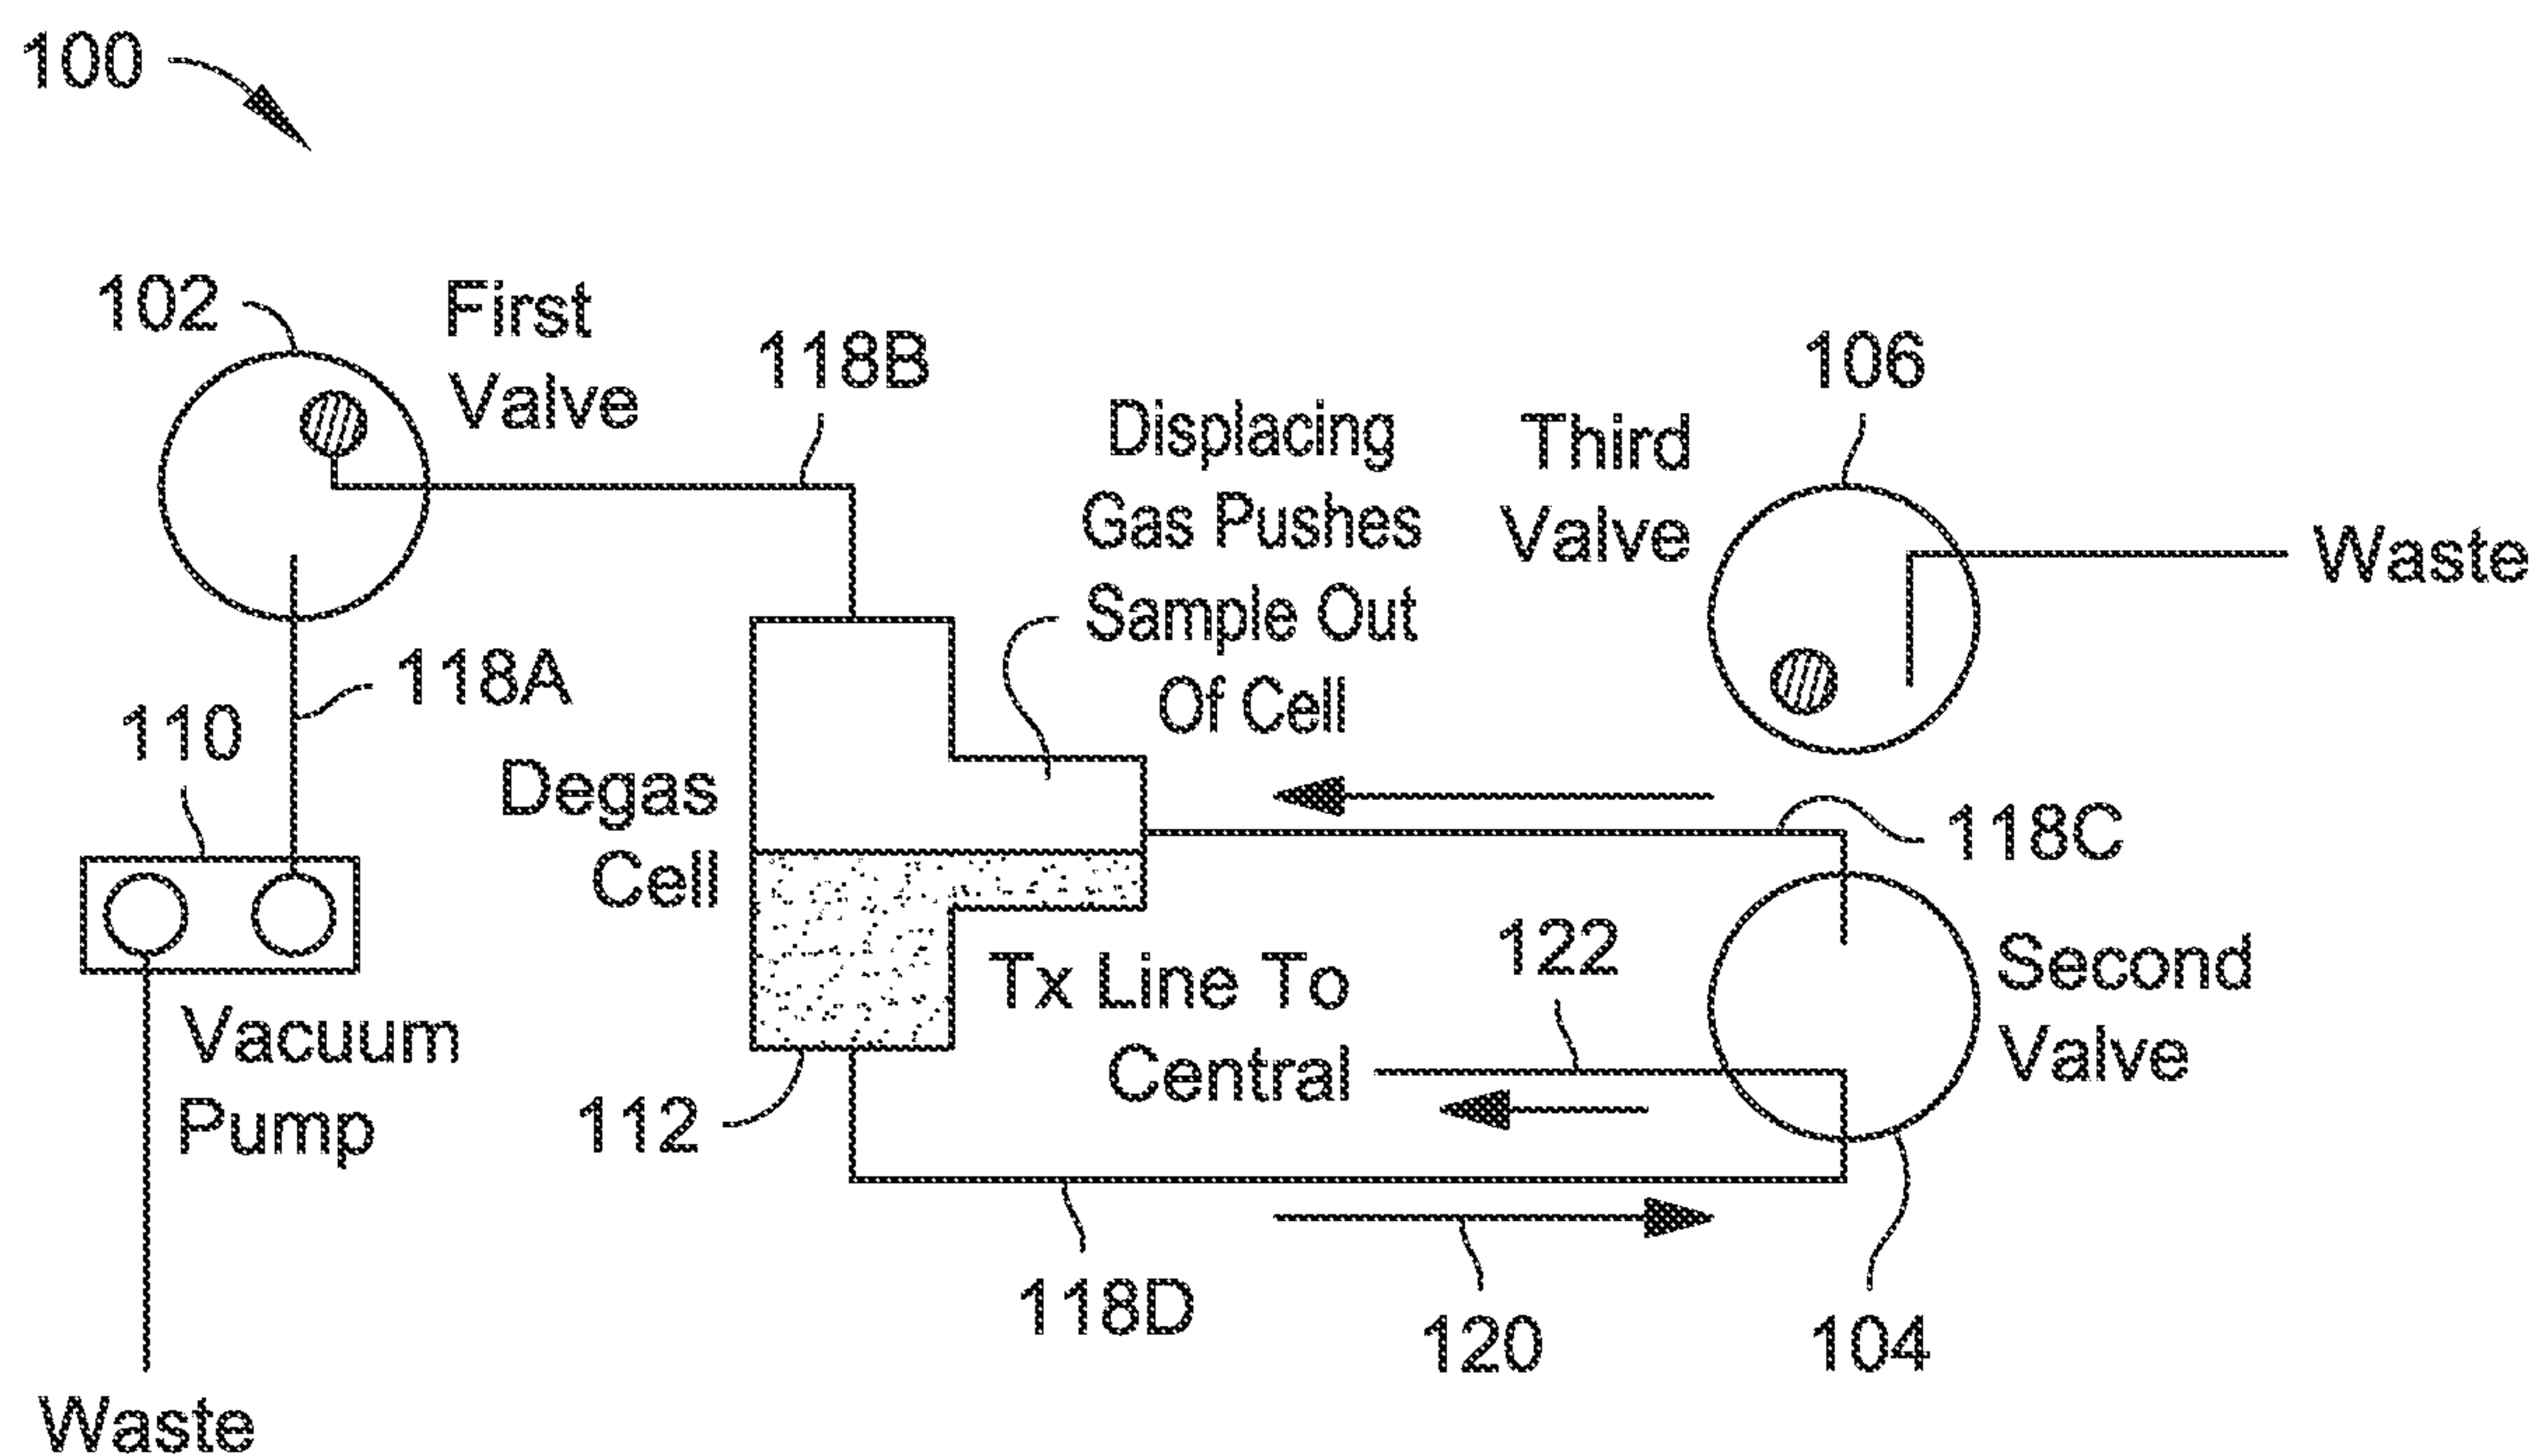 100
102
First
Valve
118B
Displacing
Gas Pushes
Sample Out
Of Cell
Third
Valve
106
Waste
118A
110
Degas
Cell
118C
Vacuum
Pump
112
Tx Line To
Central
122
Second
Valve
118D
120
104
Waste